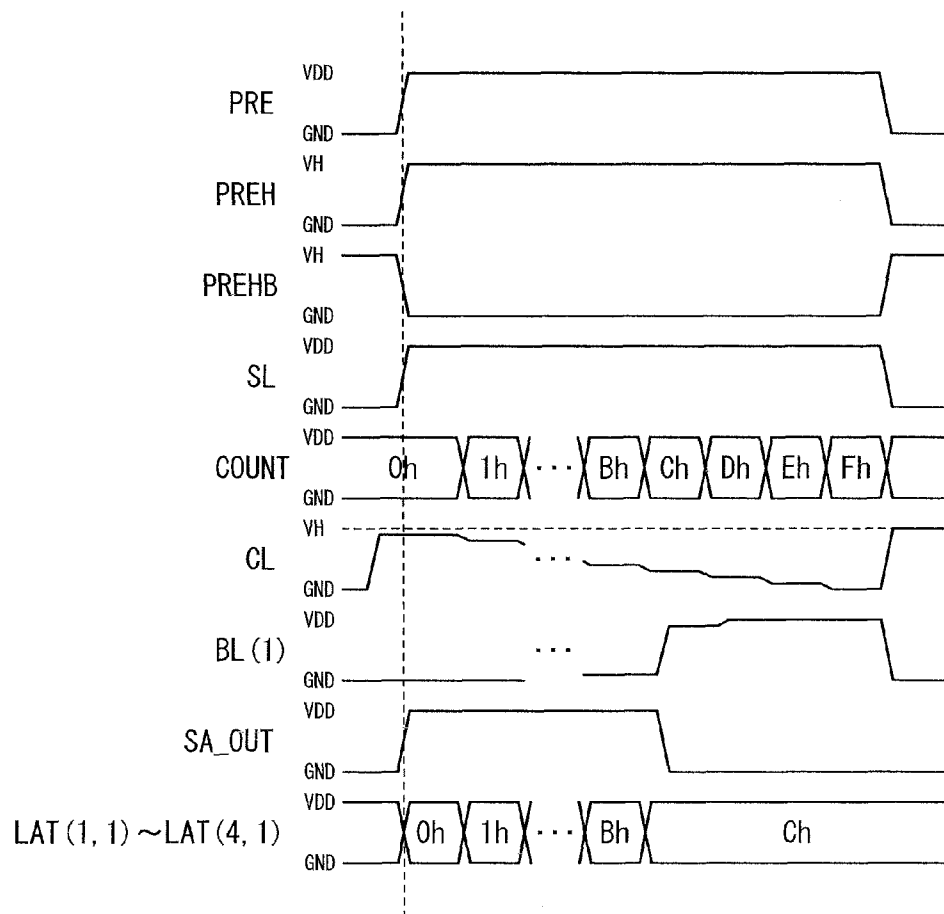 VDD
PRE
GND
VH
PREH
GND
VH
PREHB
GND
VDD
SL
GND
VDD
COUNT 0h 1h ··· Bh Ch Dh Eh Fh
GND
VH
CL ···
GND
VDD
BL(1) ···
GND
VDD
SA_OUT
GND
VDD
LAT(1,1)~LAT(4,1) 0h 1h ··· Bh Ch
GND